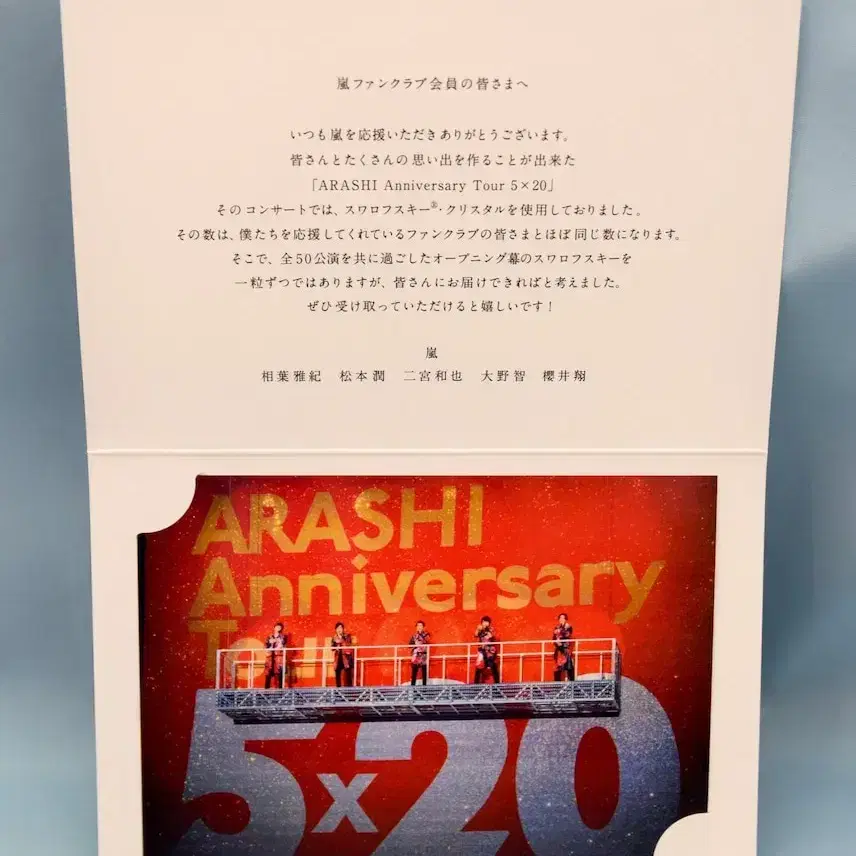 嵐ファンクラブ会員の皆さまへ
いつも嵐を応援いただきありがとうございます。
皆さんとたくさんの思い出を作ることが出来た
「ARASHI Anniversary Tour 5×20」
そのコンサートでは、スワロフスキー®・クリスタルを使用しておりました。
その数は、僕たちを応援してくれているファンクラブの皆さまとほぼ同じ数になります。
そこで、全50公演を共に過ごしたオープニング幕のスワロフスキーを
一粒ずつではありますが、皆さんにお届けできればと考えました。
ぜひ受け取っていただけると嬉しいです!
嵐
相葉雅紀 松本潤 二宮和也 大野智 櫻井翔
ARASHI
Anniversary
Tour
5x20